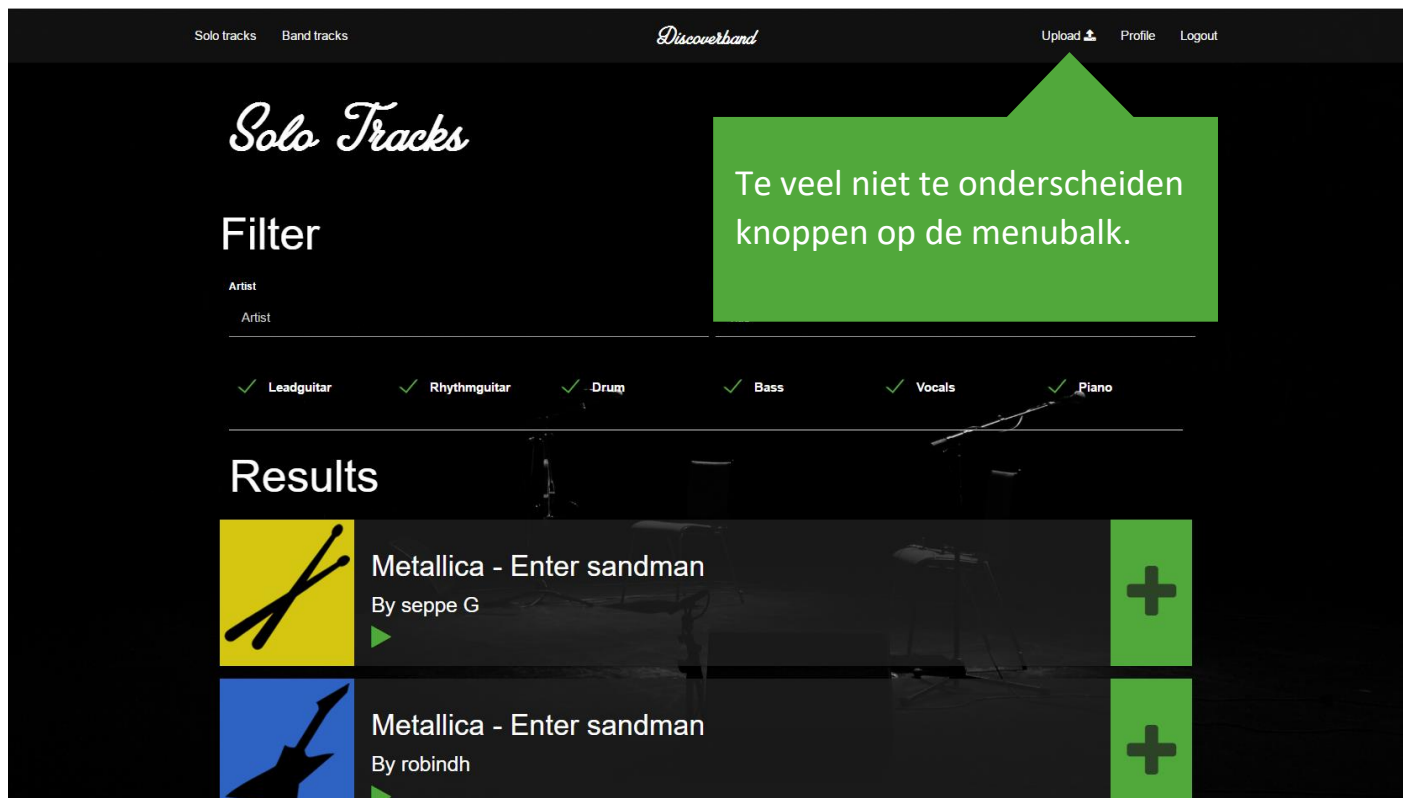 Solo tracks Band tracks Discoverband Upload Profile Logout
Solo Tracks
Te veel niet te onderscheiden
knoppen op de menubalk.
Filter
Artist
Artist
Leadguitar Rhythmguitar Drum Bass Vocals Piano
Results
Metallica - Enter sandman
By seppe G
Metallica - Enter sandman
By robindh